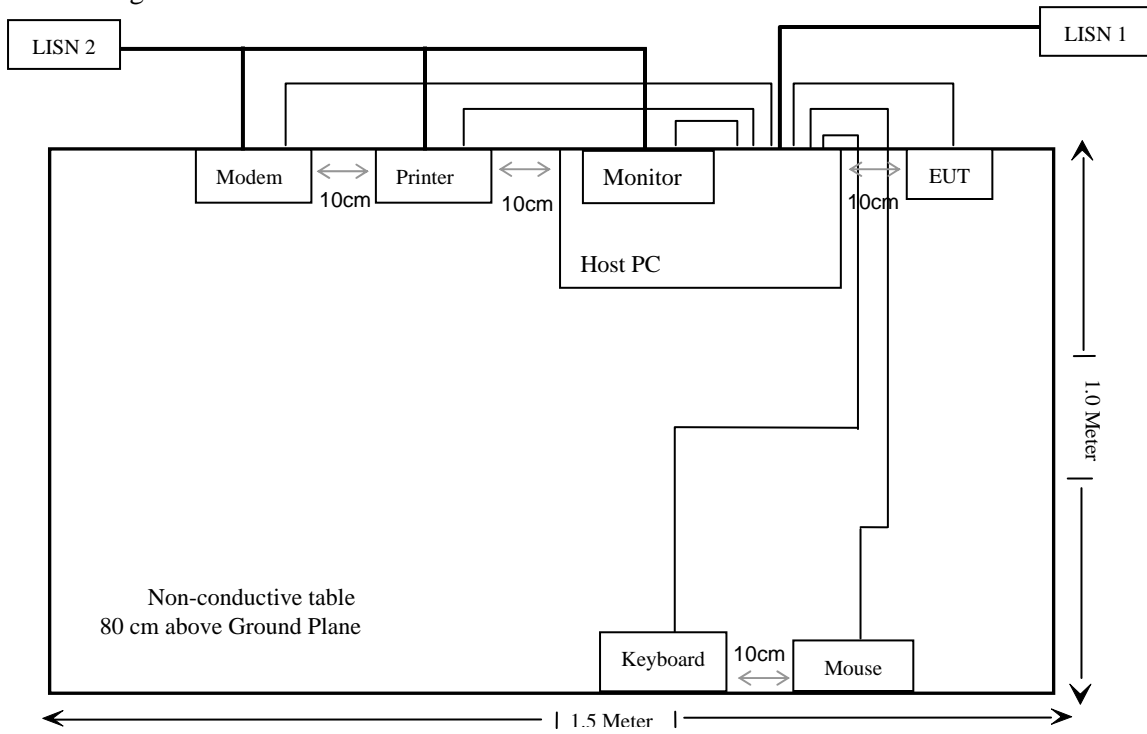 LISN 2
LISN 1
Modem
Printer
Monitor
EUT
10cm
10cm
10cm
Host PC
1.0 Meter
Non-conductive table
80 cm above Ground Plane
Keyboard
10cm
Mouse
1.5 Meter